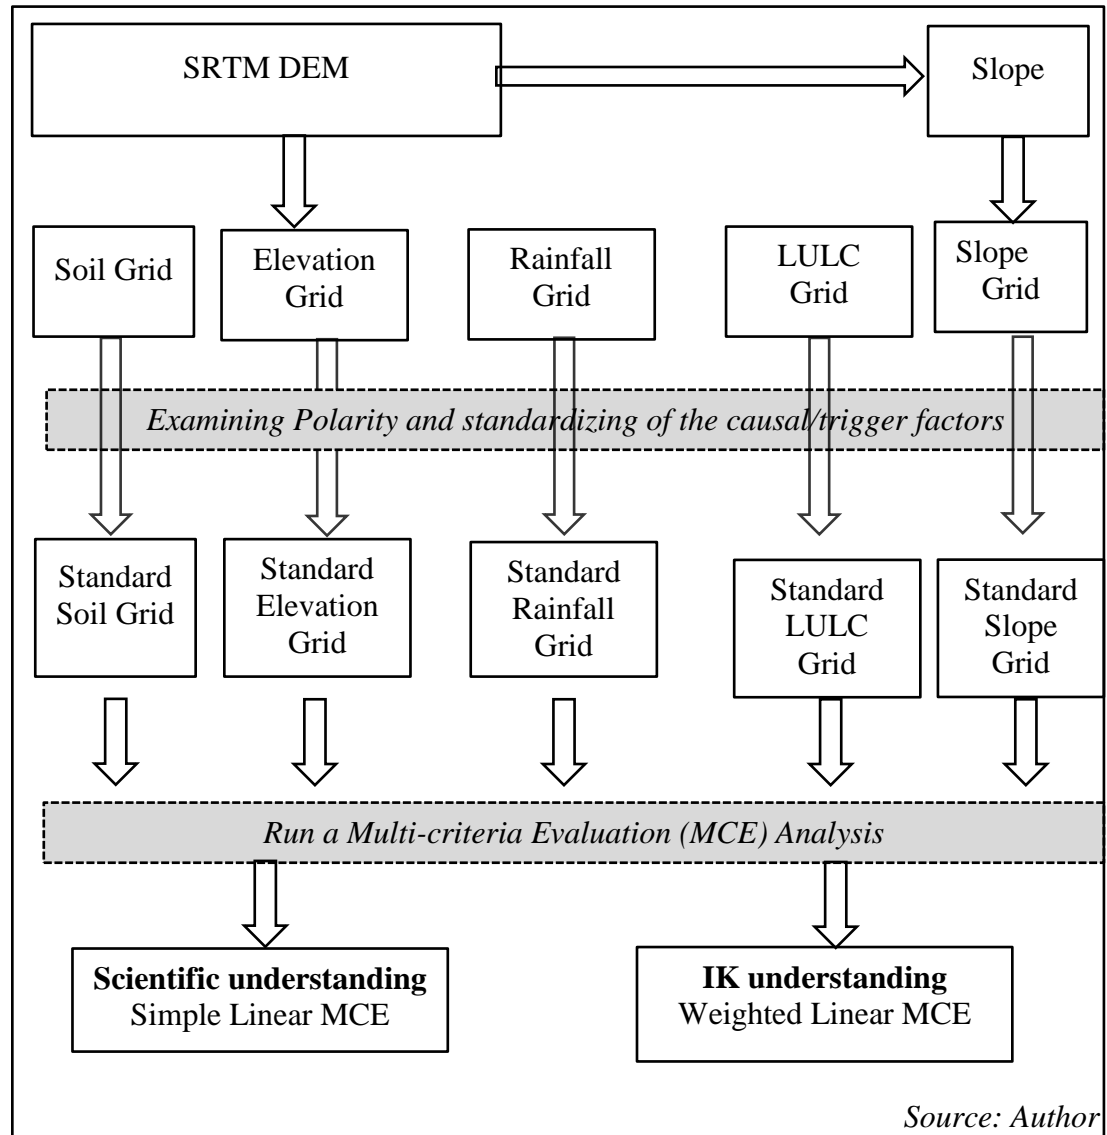 SRTM DEM
Slope
Soil Grid
Elevation
Grid
Rainfall
Grid
LULC
Grid
Slope
Grid
Examining Polarity and standardizing of the causal/trigger factors
Standard
Soil Grid
Standard
Elevation
Grid
Standard
Rainfall
Grid
Standard
LULC
Grid
Standard
Slope
Grid
Run a Multi-criteria Evaluation (MCE) Analysis
Scientific understanding
Simple Linear MCE
IK understanding
Weighted Linear MCE
Source: Author